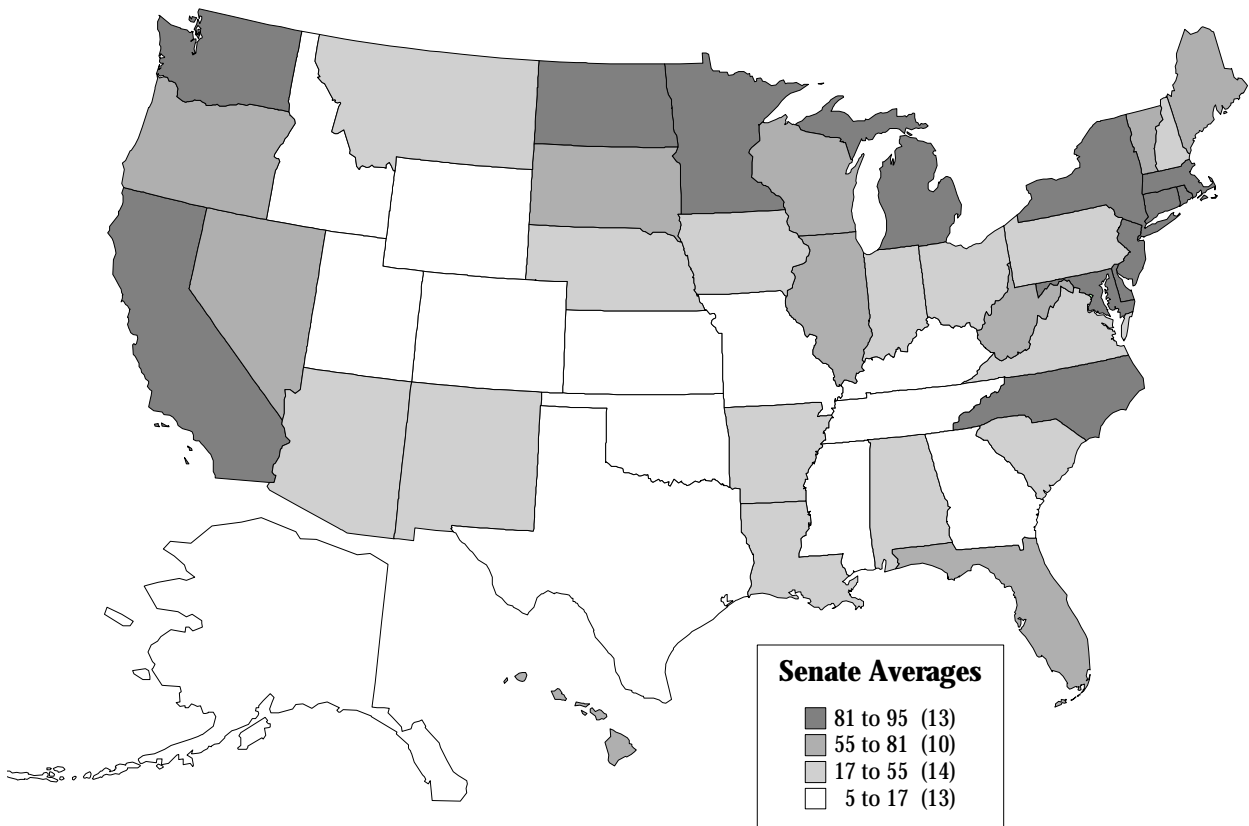 Senate Averages
81 to 95 (13)
55 to 81 (10)
17 to 55 (14)
5 to 17 (13)